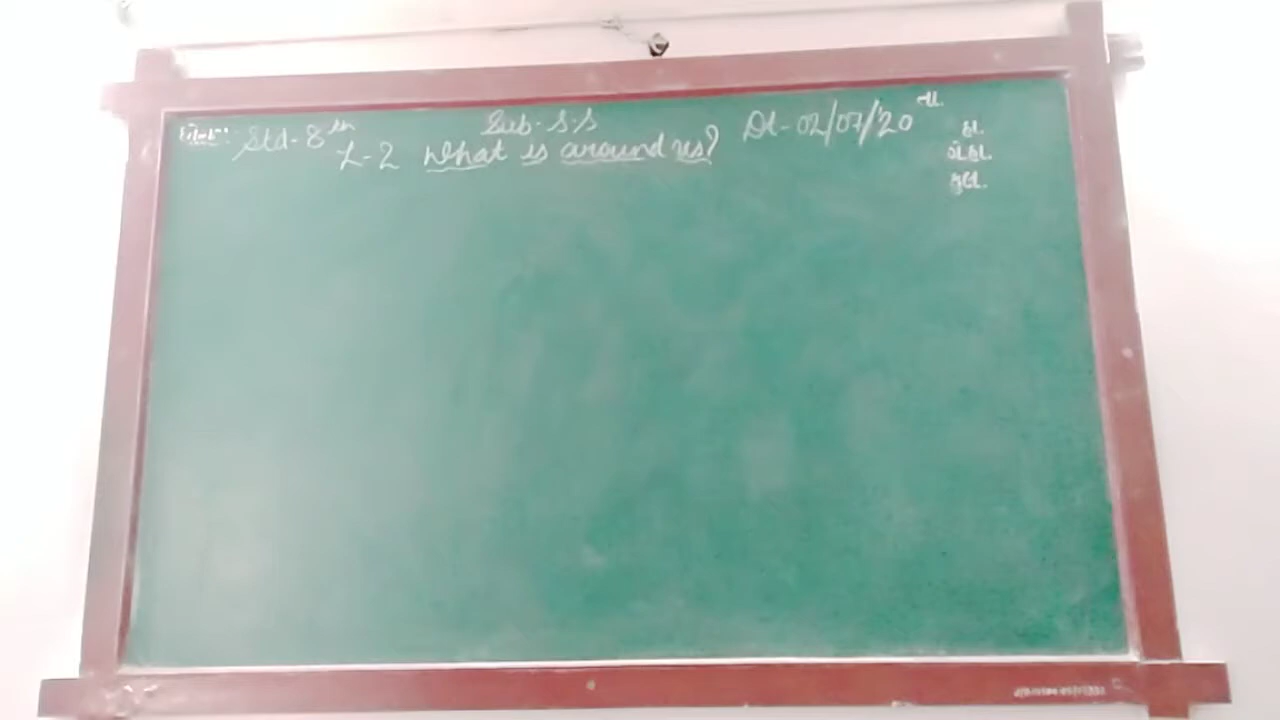 Std-8th Sub-S.S Dt-02/07/'20 તા.
L-2 What is around us? હા.
ગે.હા.
કુલ.